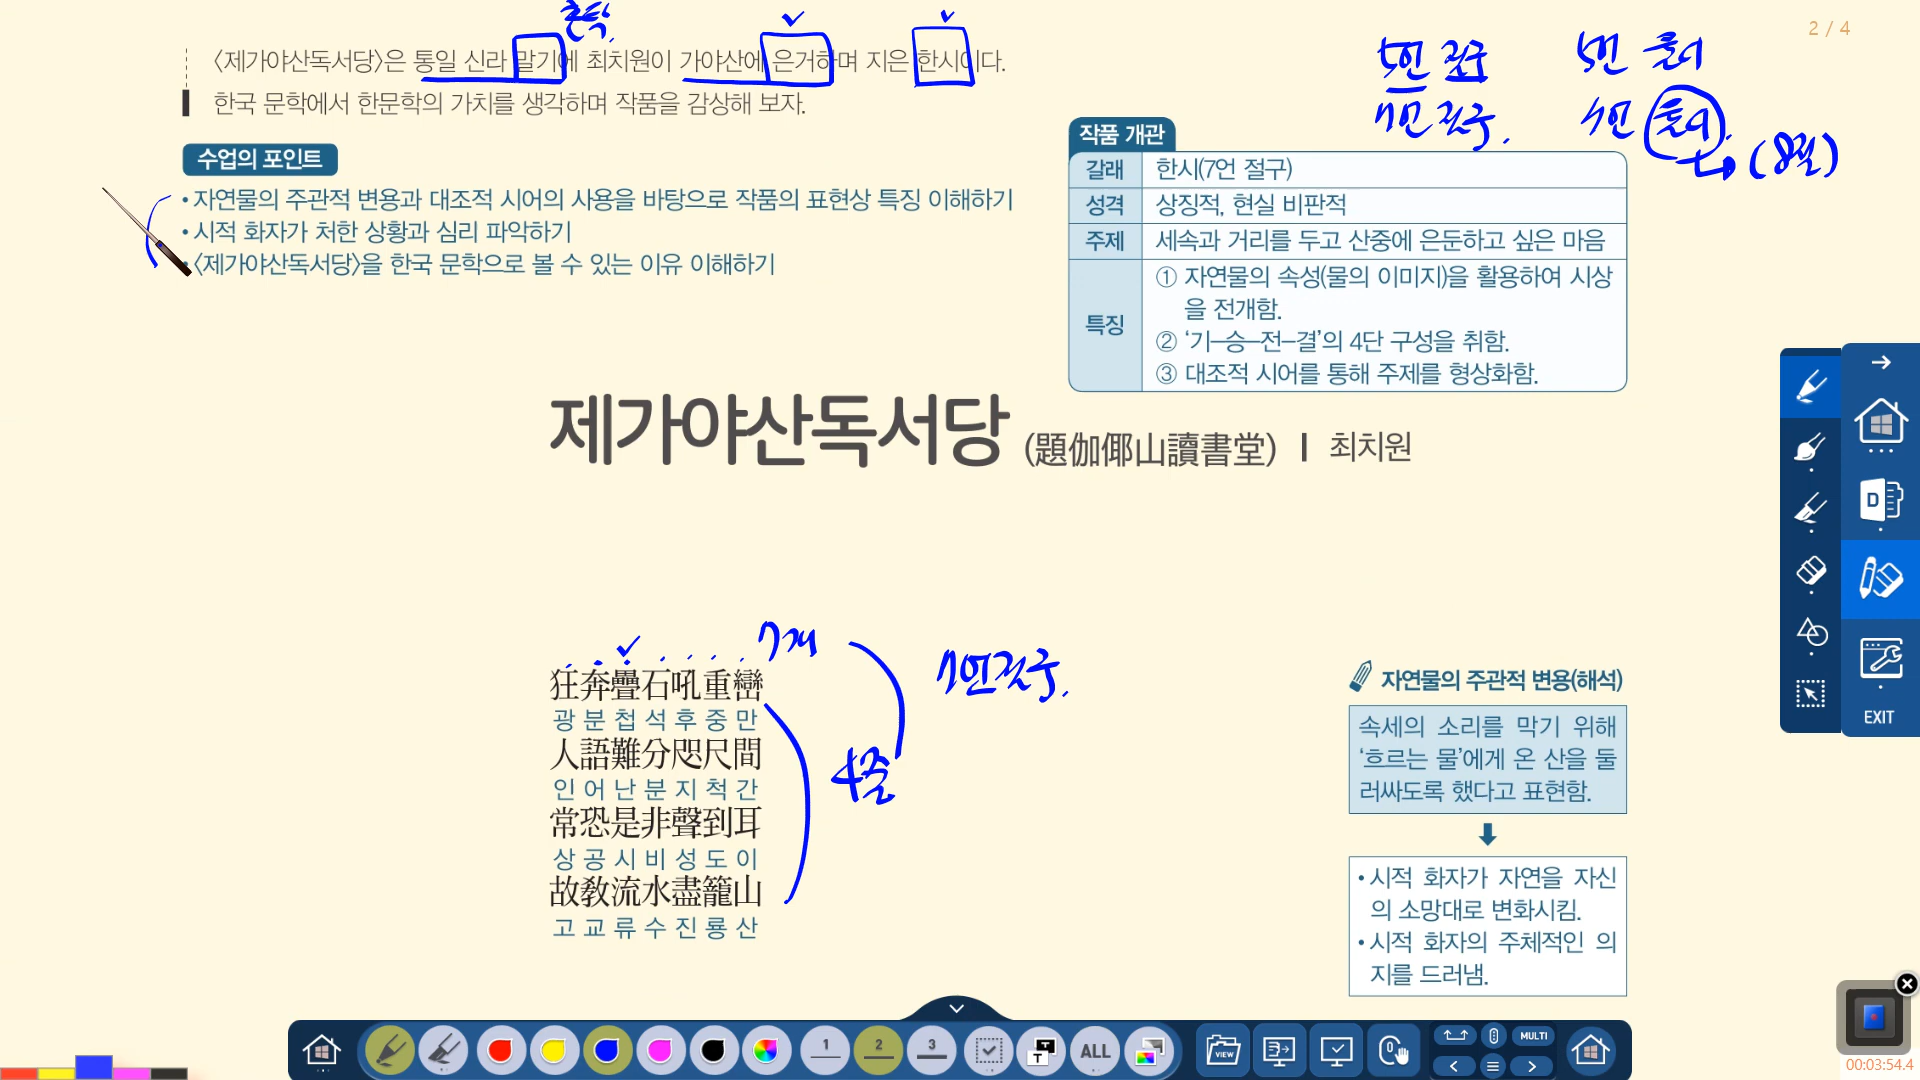 2 / 4
혼탁
〈제가야산독서당〉은 통일 신라 말기에 최치원이 가야산에 은거하며 지은 한시이다.
한국 문학에서 한문학의 가치를 생각하며 작품을 감상해 보자.
5언 절구
5언 율시
7언 절구.
7언 율시
(8줄)
수업의 포인트
• 자연물의 주관적 변용과 대조적 시어의 사용을 바탕으로 작품의 표현상 특징 이해하기
• 시적 화자가 처한 상황과 심리 파악하기
• 〈제가야산독서당〉을 한국 문학으로 볼 수 있는 이유 이해하기
작품 개관
갈래 한시(7언 절구)
성격 상징적, 현실 비판적
주제 세속과 거리를 두고 산중에 은둔하고 싶은 마음
특징 ① 자연물의 속성(물의 이미지)을 활용하여 시상
을 전개함.
② ‘기–승–전–결’의 4단 구성을 취함.
③ 대조적 시어를 통해 주제를 형상화함.
제가야산독서당 (題伽倻山讀書堂) | 최치원
7개
狂奔疊石吼重巒
광분첩석후중만
人語難分咫尺間
인어난분지척간
常恐是非聲到耳
상공시비성도이
故敎流水盡籠山
고교류수진룡산
4줄
7언절구.
자연물의 주관적 변용(해석)
속세의 소리를 막기 위해
‘흐르는 물’에게 온 산을 둘
러싸도록 했다고 표현함.
• 시적 화자가 자연을 자신
의 소망대로 변화시킴.
• 시적 화자의 주체적인 의
지를 드러냄.
D
EXIT
1
2
3
T
T
ALL
VIEW
MULTI
00:03:54.4